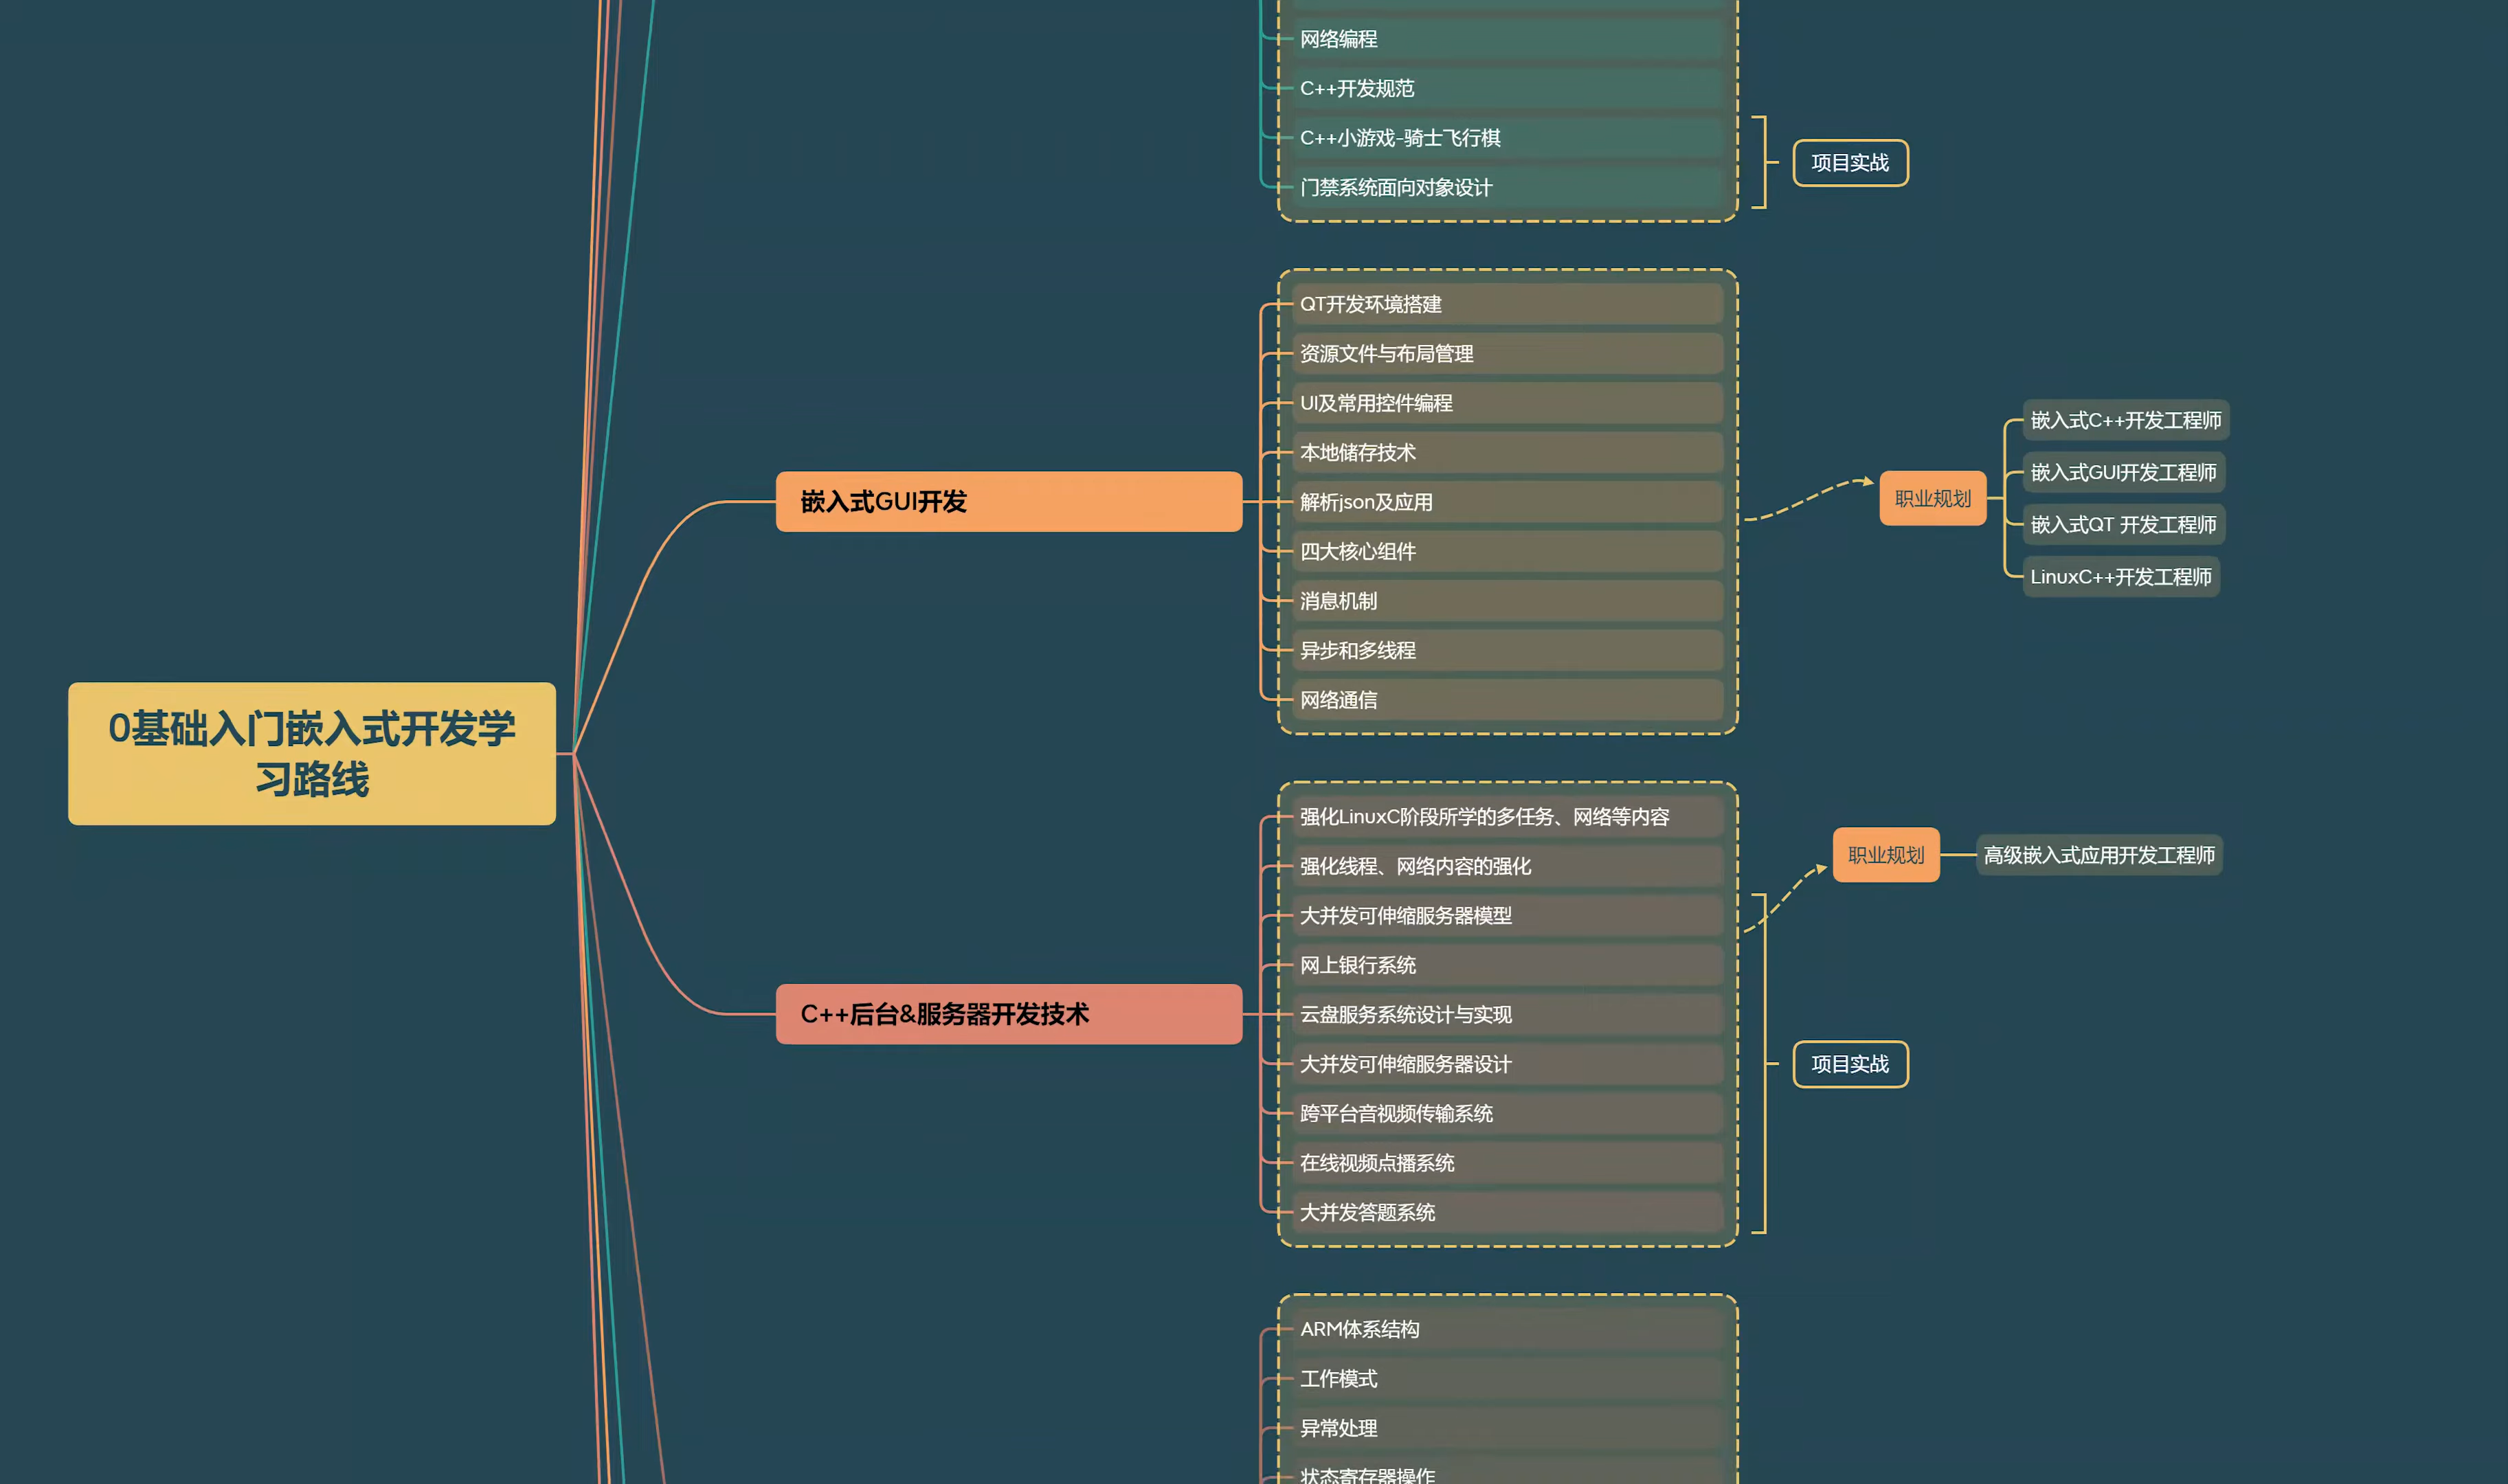 网络编程
C++开发规范
C++小游戏-骑士飞行棋
门禁系统面向对象设计
项目实战
0基础入门嵌入式开发学
习路线
嵌入式GUI开发
QT开发环境搭建
资源文件与布局管理
UI及常用控件编程
本地储存技术
解析json及应用
四大核心组件
消息机制
异步和多线程
网络通信
职业规划
嵌入式C++开发工程师
嵌入式GUI开发工程师
嵌入式QT 开发工程师
LinuxC++开发工程师
C++后台&服务器开发技术
强化LinuxC阶段所学的多任务、网络等内容
强化线程、网络内容的强化
大并发可伸缩服务器模型
网上银行系统
云盘服务系统设计与实现
大并发可伸缩服务器设计
跨平台音视频传输系统
在线视频点播系统
大并发答题系统
职业规划
高级嵌入式应用开发工程师
项目实战
ARM体系结构
工作模式
异常处理
状态寄存器操作